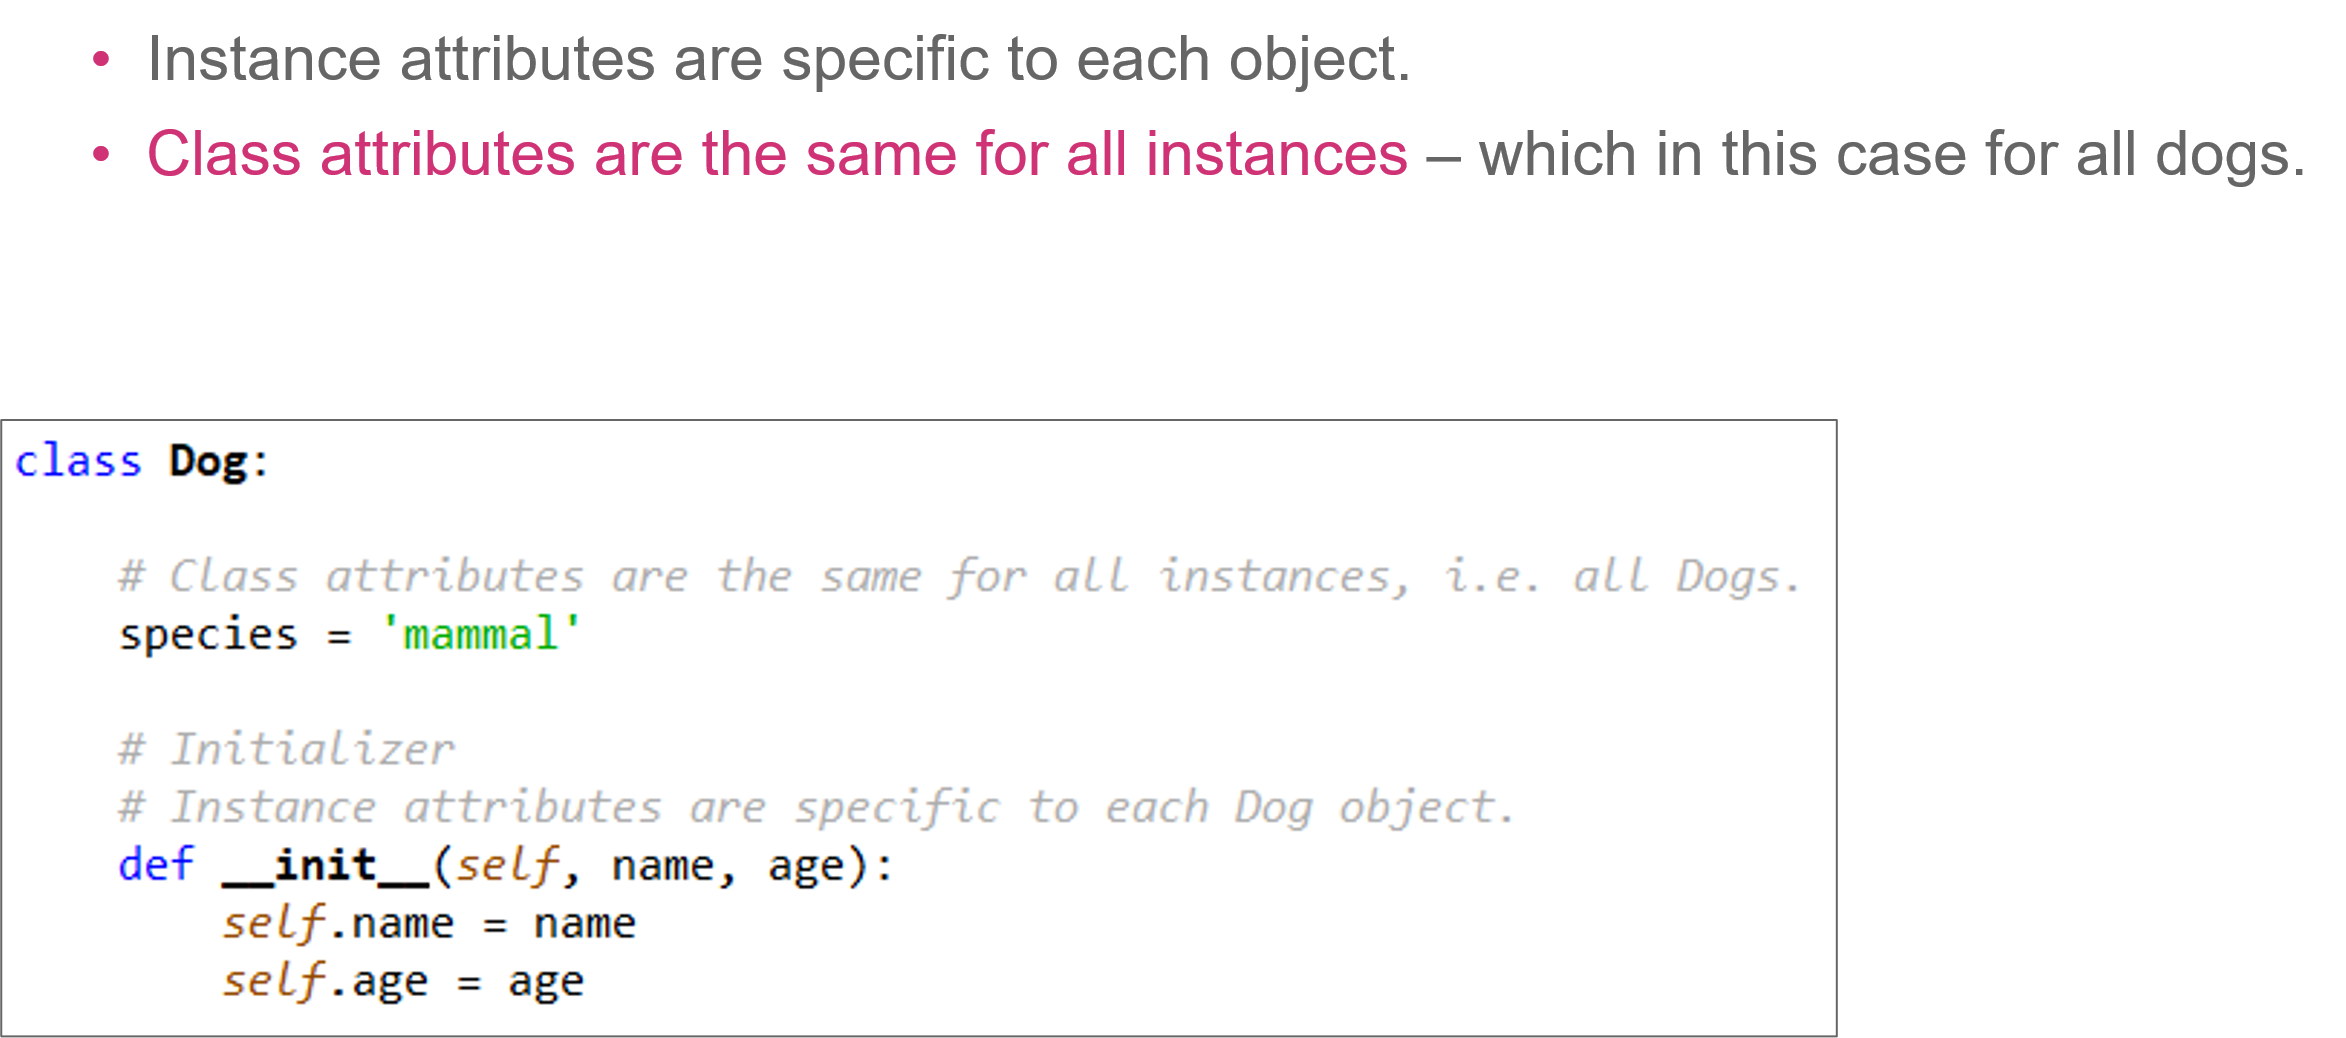 • Instance attributes are specific to each object.
• Class attributes are the same for all instances – which in this case for all dogs.
class Dog:
    # Class attributes are the same for all instances, i.e. all Dogs.
    species = 'mammal'
    # Initializer
    # Instance attributes are specific to each Dog object.
    def __init__(self, name, age):
        self.name = name
        self.age = age